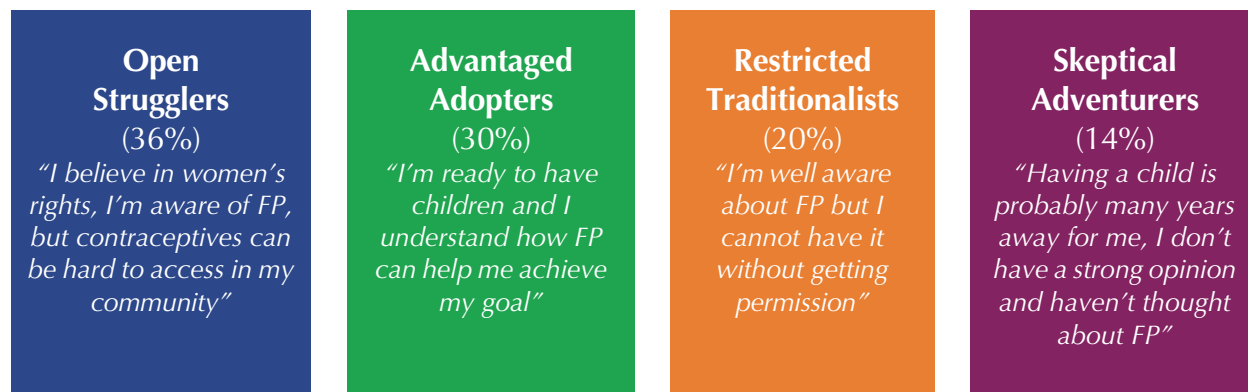 Open
Strugglers
(36%)
“I believe in women’s
rights, I’m aware of FP,
but contraceptives can
be hard to access in my
community”
Advantaged
Adopters
(30%)
“I’m ready to have
children and I
understand how FP
can help me achieve
my goal”
Restricted
Traditionalists
(20%)
“I’m well aware
about FP but I
cannot have it
without getting
permission”
Skeptical
Adventurers
(14%)
“Having a child is
probably many years
away for me, I don’t
have a strong opinion
and haven’t thought
about FP”